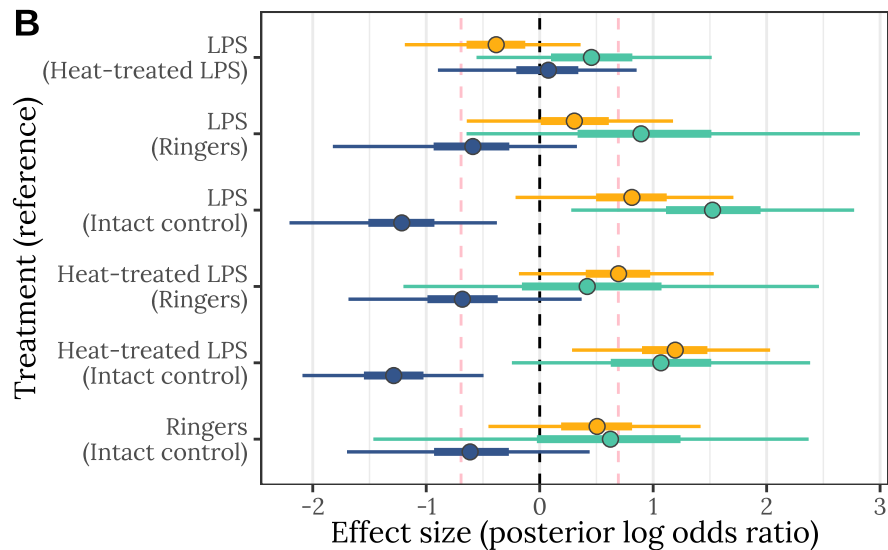 B
LPS
(Heat-treated LPS)
LPS
(Ringers)
LPS
(Intact control)
Heat-treated LPS
(Ringers)
Heat-treated LPS
(Intact control)
Ringers
(Intact control)
Treatment (reference)
-2 -1 0 1 2 3
Effect size (posterior log odds ratio)